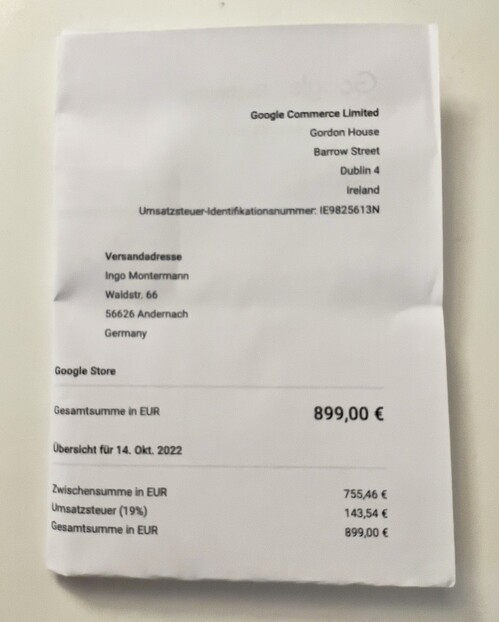 Google Commerce Limited
Gordon House
Barrow Street
Dublin 4
Ireland
Umsatzsteuer-Identifikationsnummer: IE9825613N
Versandadresse
Ingo Montermann
Waldstr. 66
56626 Andernach
Germany
Google Store
Gesamtsumme in EUR 899,00 €
Übersicht für 14. Okt. 2022
Zwischensumme in EUR 755,46 €
Umsatzsteuer (19%) 143,54 €
Gesamtsumme in EUR 899,00 €